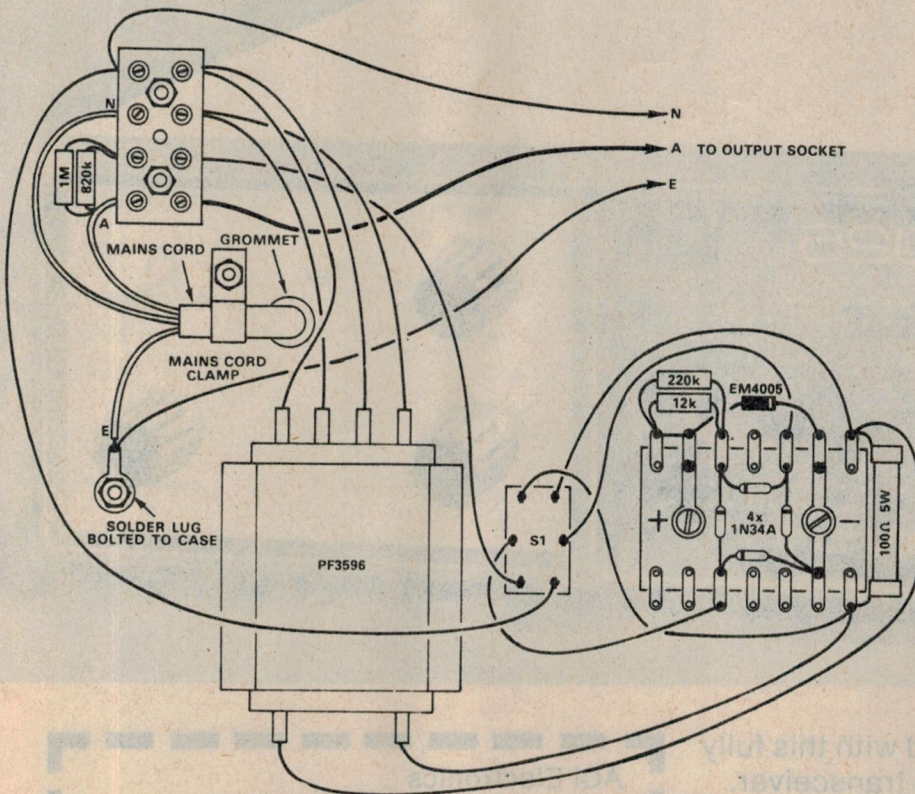 N
N
1M
820k
A
A TO OUTPUT SOCKET
E
MAINS CORD
GROMMET
MAINS CORD
CLAMP
E
SOLDER LUG
BOLTED TO CASE
PF3596
S1
220k
12k
EM4005
+
4x
1N34A
−
100Ω 5W
l with this fully
transceiver.
Electronics